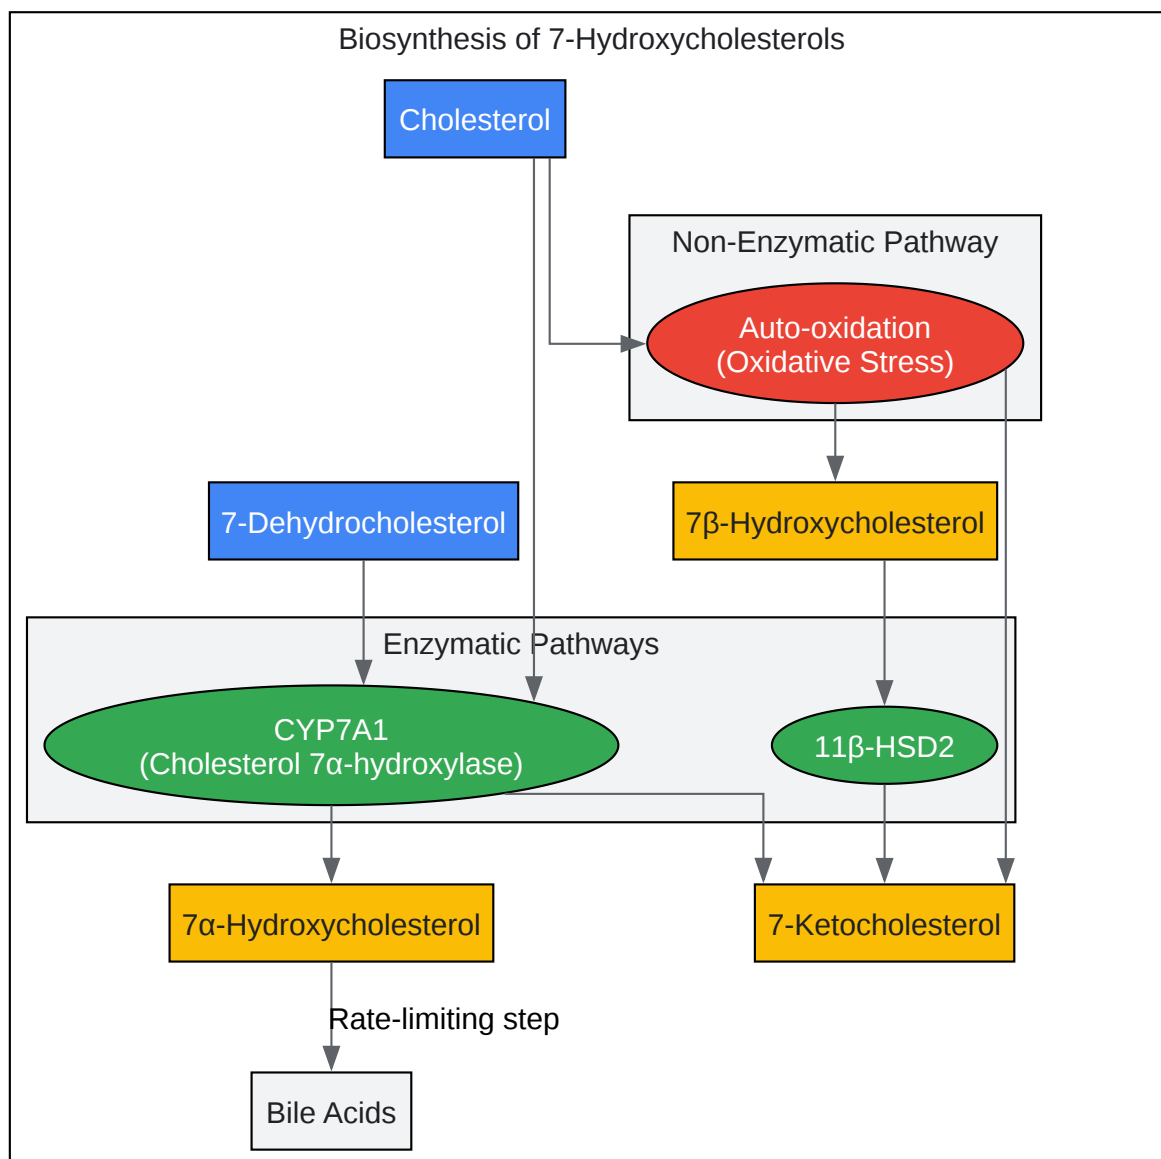 Biosynthesis of 7-Hydroxycholesterols
Cholesterol
Non-Enzymatic Pathway
Auto-oxidation
(Oxidative Stress)
7-Dehydrocholesterol
7β-Hydroxycholesterol
Enzymatic Pathways
CYP7A1
(Cholesterol 7α-hydroxylase)
11β-HSD2
7α-Hydroxycholesterol
7-Ketocholesterol
Rate-limiting step
Bile Acids